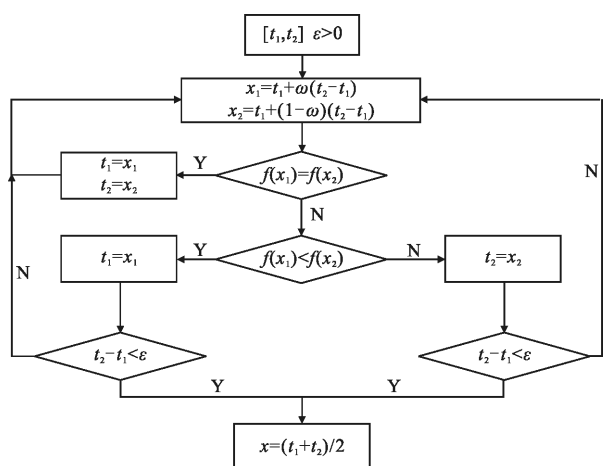 [t₁,t₂] ε>0
x₁=t₁+ω(t₂−t₁)
x₂=t₁+(1−ω)(t₂−t₁)
t₁=x₁
t₂=x₂
Y
f(x₁)=f(x₂)
N
N
t₁=x₁
Y
f(x₁)<f(x₂)
N
t₂=x₂
N
t₂−t₁<ε
t₂−t₁<ε
Y
Y
x=(t₁+t₂)/2